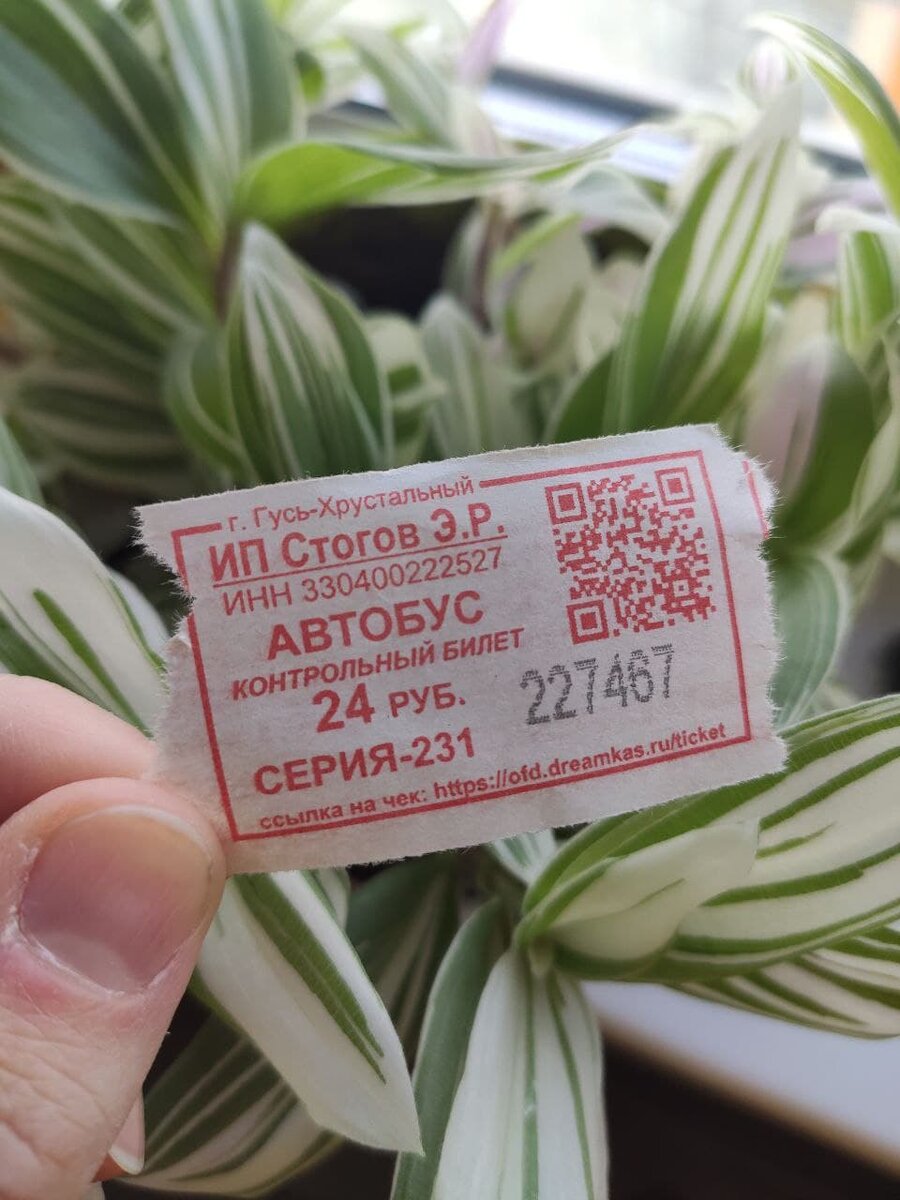 г. Гусь-Хрустальный
ИП Стогов Э.Р.
ИНН 330400222527
АВТОБУС
КОНТРОЛЬНЫЙ БИЛЕТ
24 РУБ.
227467
СЕРИЯ-231
ссылка на чек: https://ofd.dreamkas.ru/ticket